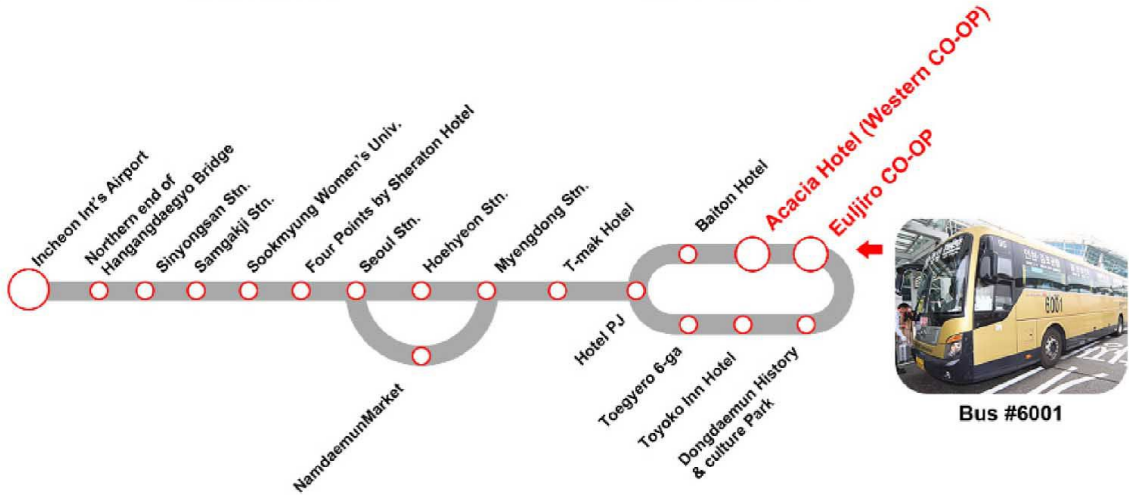 Incheon Int's Airport
Northern end of
Hangangdaegyo Bridge
Sinyongsan Stn.
Samgakji Stn.
Sookmyung Women's Univ.
Four Points by Sheraton Hotel
Seoul Stn.
Hoehyeon Stn.
Myengdong Stn.
T-mak Hotel
Baiton Hotel
Acacia Hotel (Western CO-OP)
Euljiro CO-OP
NamdaemunMarket
Hotel PJ
Toegyero 6-ga
Toyoko Inn Hotel
Dongdaemun History
& culture Park
6001
Bus #6001